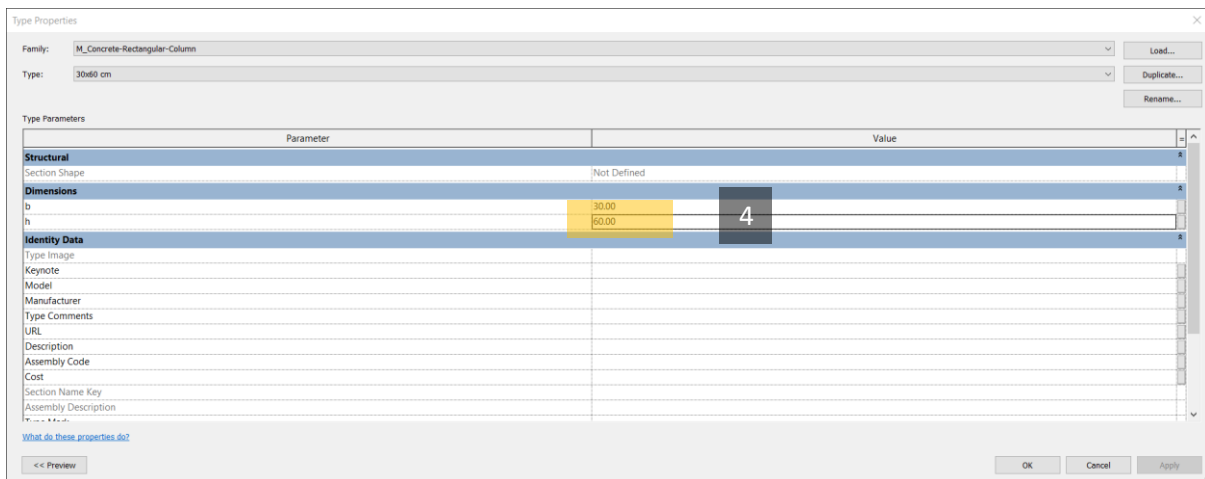 Type Properties
Family: M_Concrete-Rectangular-Column Load...
Type: 30x60 cm Duplicate...
Rename...
Type Parameters
Parameter Value =
Structural
Section Shape Not Defined
Dimensions
b 30.00
h 60.00
4
Identity Data
Type Image
Keynote
Model
Manufacturer
Type Comments
URL
Description
Assembly Code
Cost
Section Name Key
Assembly Description
What do these properties do?
<< Preview OK Cancel Apply